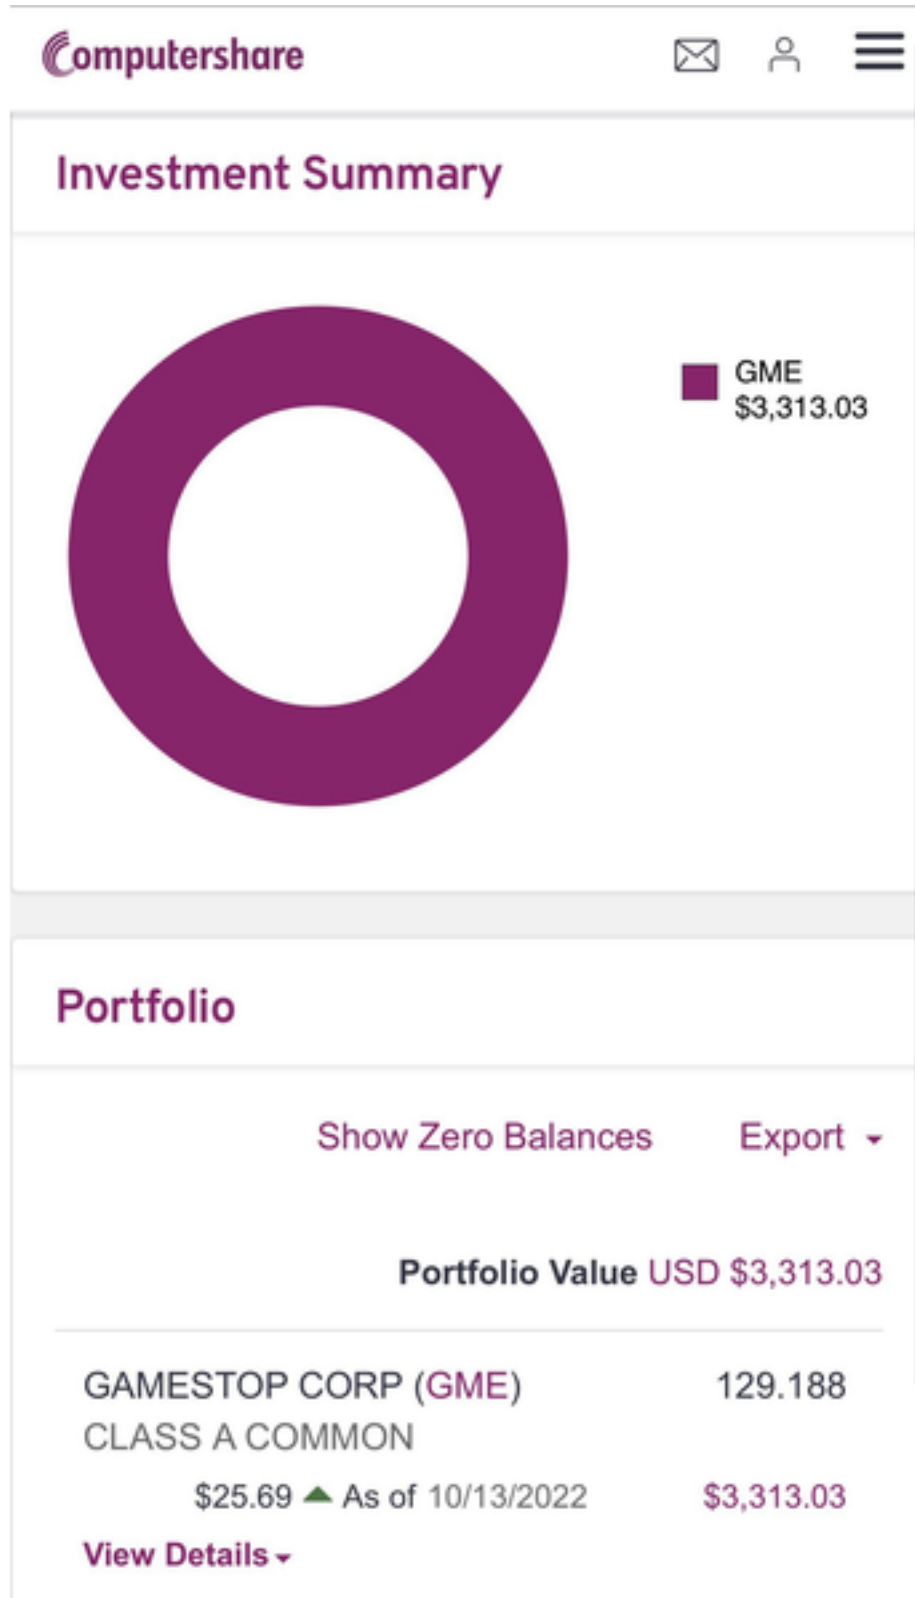 Computershare
Investment Summary
GME
$3,313.03
Portfolio
Show Zero Balances Export
Portfolio Value USD $3,313.03
GAMESTOP CORP (GME) 129.188
CLASS A COMMON
$25.69 As of 10/13/2022 $3,313.03
View Details